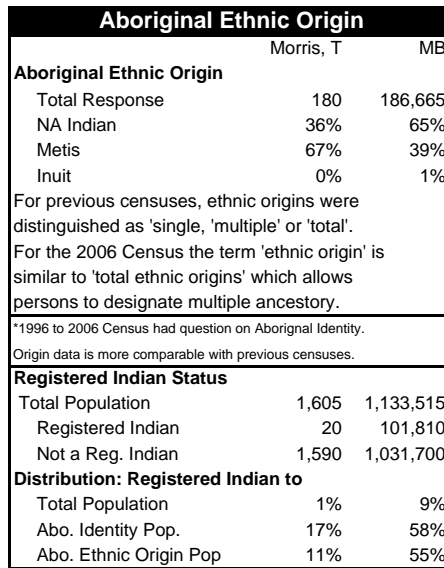 Aboriginal Ethnic Origin
Morris, T MB
Aboriginal Ethnic Origin
Total Response 180 186,665
NA Indian 36% 65%
Metis 67% 39%
Inuit 0% 1%
For previous censuses, ethnic origins were
distinguished as 'single, 'multiple' or 'total'.
For the 2006 Census the term 'ethnic origin' is
similar to 'total ethnic origins' which allows
persons to designate multiple ancestory.
*1996 to 2006 Census had question on Aborignal Identity.
Origin data is more comparable with previous censuses.
Registered Indian Status
Total Population 1,605 1,133,515
Registered Indian 20 101,810
Not a Reg. Indian 1,590 1,031,700
Distribution: Registered Indian to
Total Population 1% 9%
Abo. Identity Pop. 17% 58%
Abo. Ethnic Origin Pop 11% 55%